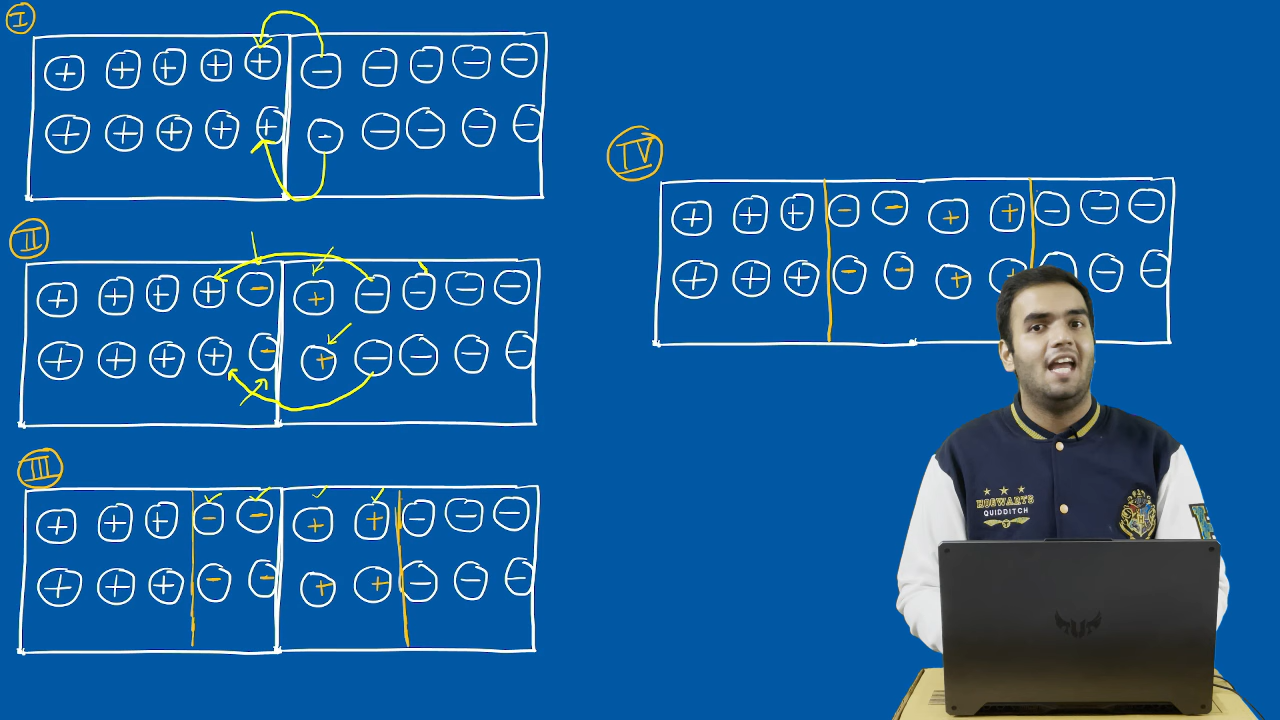 I
+ + + + + − − − − −
+ + + + + − − − − −
II
+ + + + − + − − − −
+ + + + − + − − − −
III
+ + + − − + + − − −
+ + + − − + + − − −
IV
+ + + − − + + − − −
+ + + − − + + − −
HOGWARTS
QUIDDITCH